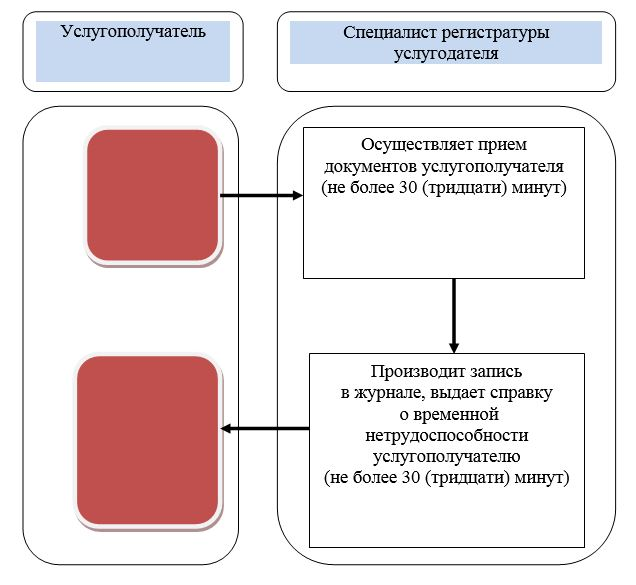 Услугополучатель
Специалист регистратуры
услугодателя
Осуществляет прием
документов услугополучателя
(не более 30 (тридцати) минут)
Производит запись
в журнале, выдает справку
о временной
нетрудоспособности
услугополучателю
(не более 30 (тридцати) минут)